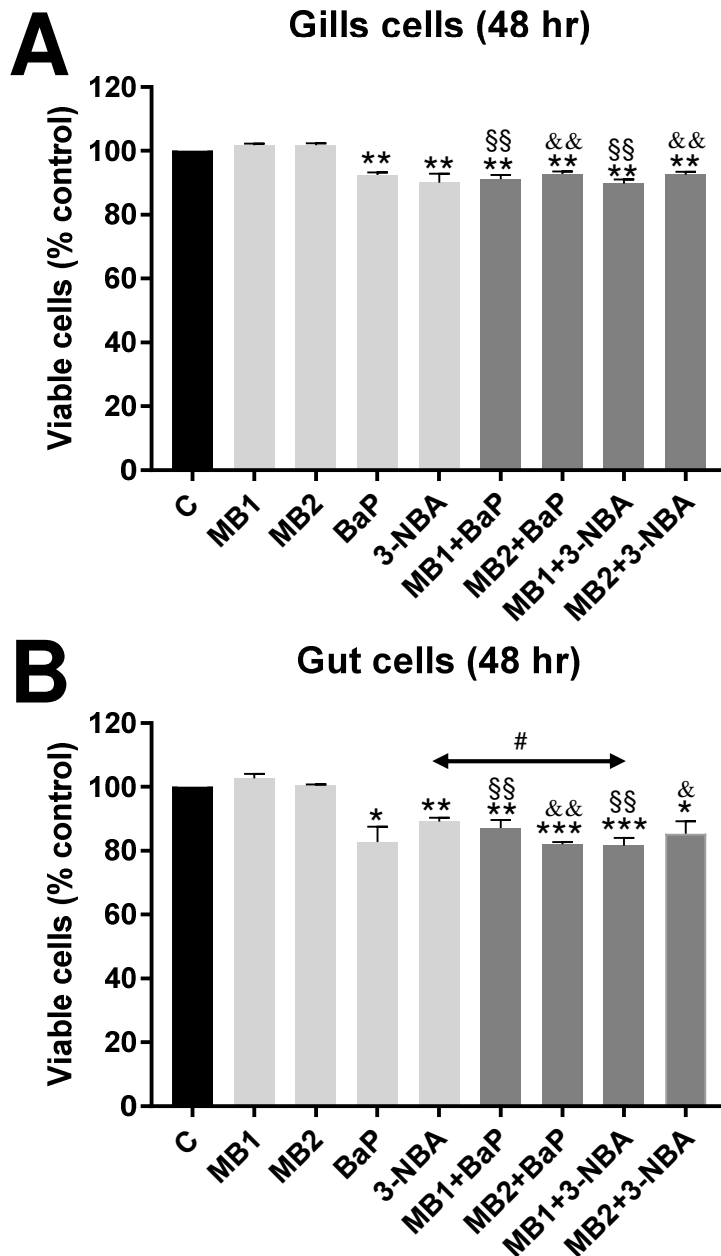 A
Gills cells (48 hr)
Viable cells (% control)
120
100
80
60
40
20
0
** ** §§ && §§ &&
** ** ** **
C MB1 MB2 BaP 3-NBA MB1+BaP MB2+BaP MB1+3-NBA MB2+3-NBA
B
Gut cells (48 hr)
Viable cells (% control)
120
100
80
60
40
20
0
#
* ** §§ && §§ &
** *** *** *
C MB1 MB2 BaP 3-NBA MB1+BaP MB2+BaP MB1+3-NBA MB2+3-NBA